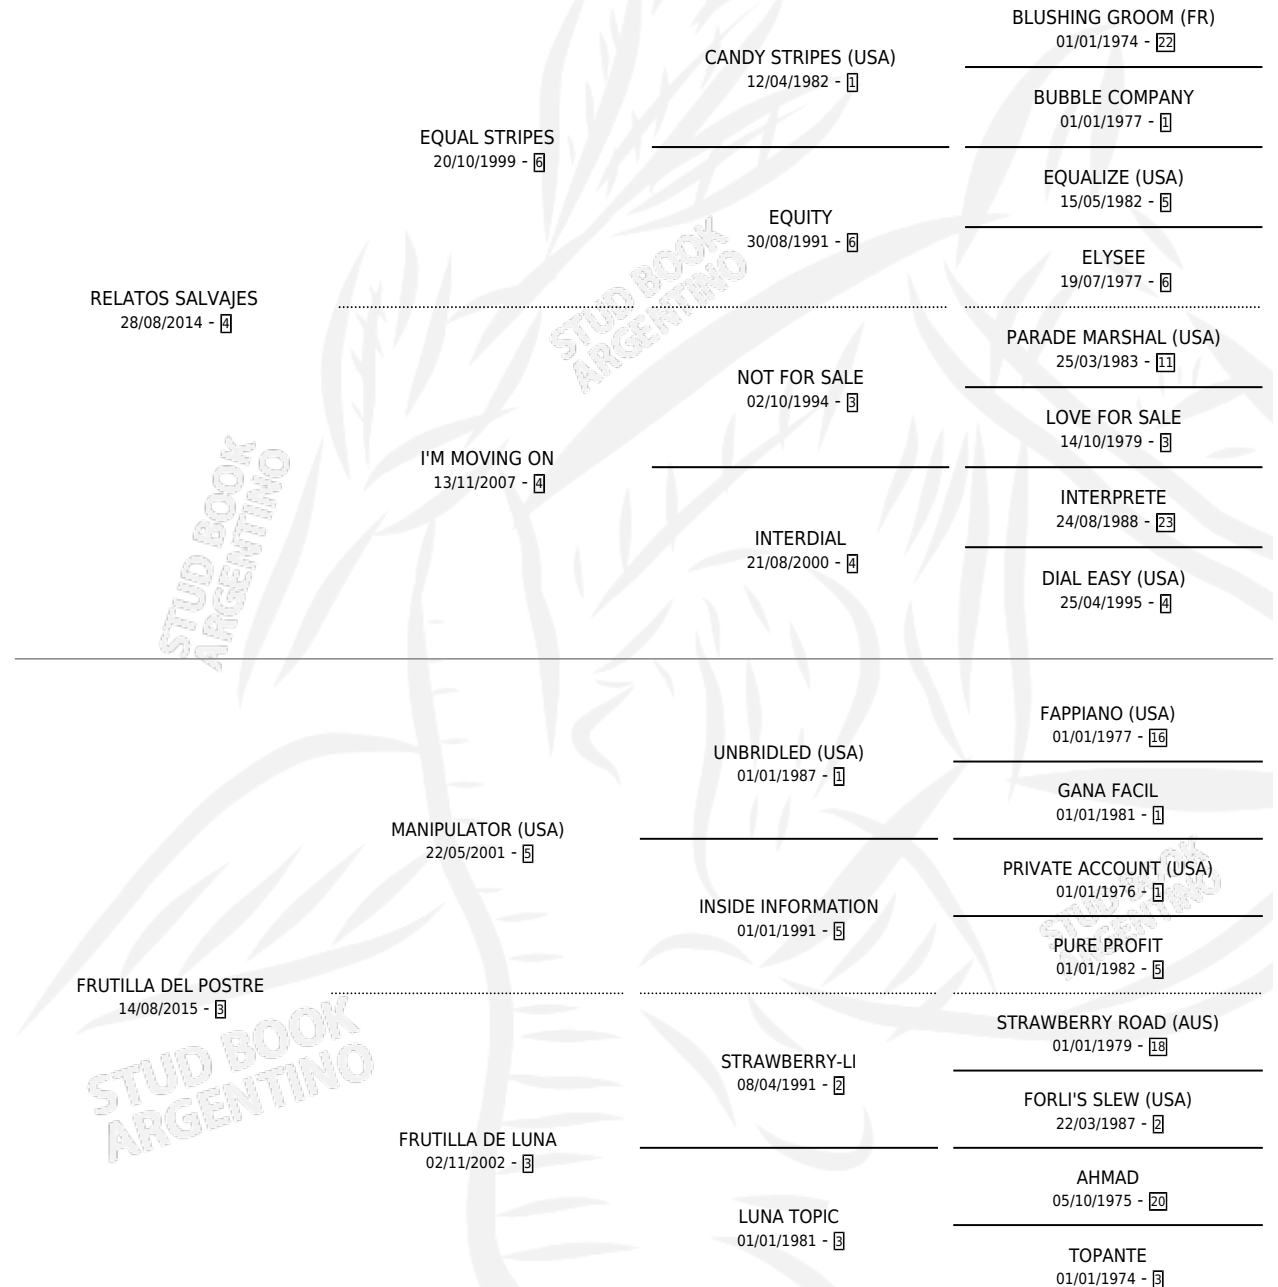 BLUSHING GROOM (FR)
01/01/1974 - 22
CANDY STRIPES (USA)
12/04/1982 - 1
BUBBLE COMPANY
01/01/1977 - 1
EQUAL STRIPES
20/10/1999 - 6
EQUALIZE (USA)
15/05/1982 - 5
EQUITY
30/08/1991 - 6
ELYSEE
19/07/1977 - 6
RELATOS SALVAJES
28/08/2014 - 4
STUD BOOK
ARGENTINO
PARADE MARSHAL (USA)
25/03/1983 - 11
NOT FOR SALE
02/10/1994 - 3
LOVE FOR SALE
14/10/1979 - 3
I'M MOVING ON
13/11/2007 - 4
INTERPRETE
24/08/1988 - 23
INTERDIAL
21/08/2000 - 4
DIAL EASY (USA)
25/04/1995 - 4
STUD BOOK
ARGENTINO
FAPPIANO (USA)
01/01/1977 - 16
UNBRIDLED (USA)
01/01/1987 - 1
GANA FACIL
01/01/1981 - 1
MANIPULATOR (USA)
22/05/2001 - 5
PRIVATE ACCOUNT (USA)
01/01/1976 - 1
INSIDE INFORMATION
01/01/1991 - 5
STUD BOOK
ARGENTINO
PURE PROFIT
01/01/1982 - 5
FRUTILLA DEL POSTRE
14/08/2015 - 3
STRAWBERRY ROAD (AUS)
01/01/1979 - 18
STUD BOOK
ARGENTINO
STRAWBERRY-LI
08/04/1991 - 2
FORLI'S SLEW (USA)
22/03/1987 - 2
FRUTILLA DE LUNA
02/11/2002 - 3
AHMAD
05/10/1975 - 20
LUNA TOPIC
01/01/1981 - 3
TOPANTE
01/01/1974 - 3